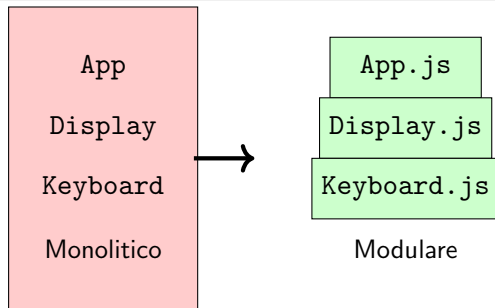 App
Display
Keyboard
Monolitico
App.js
Display.js
Keyboard.js
Modulare